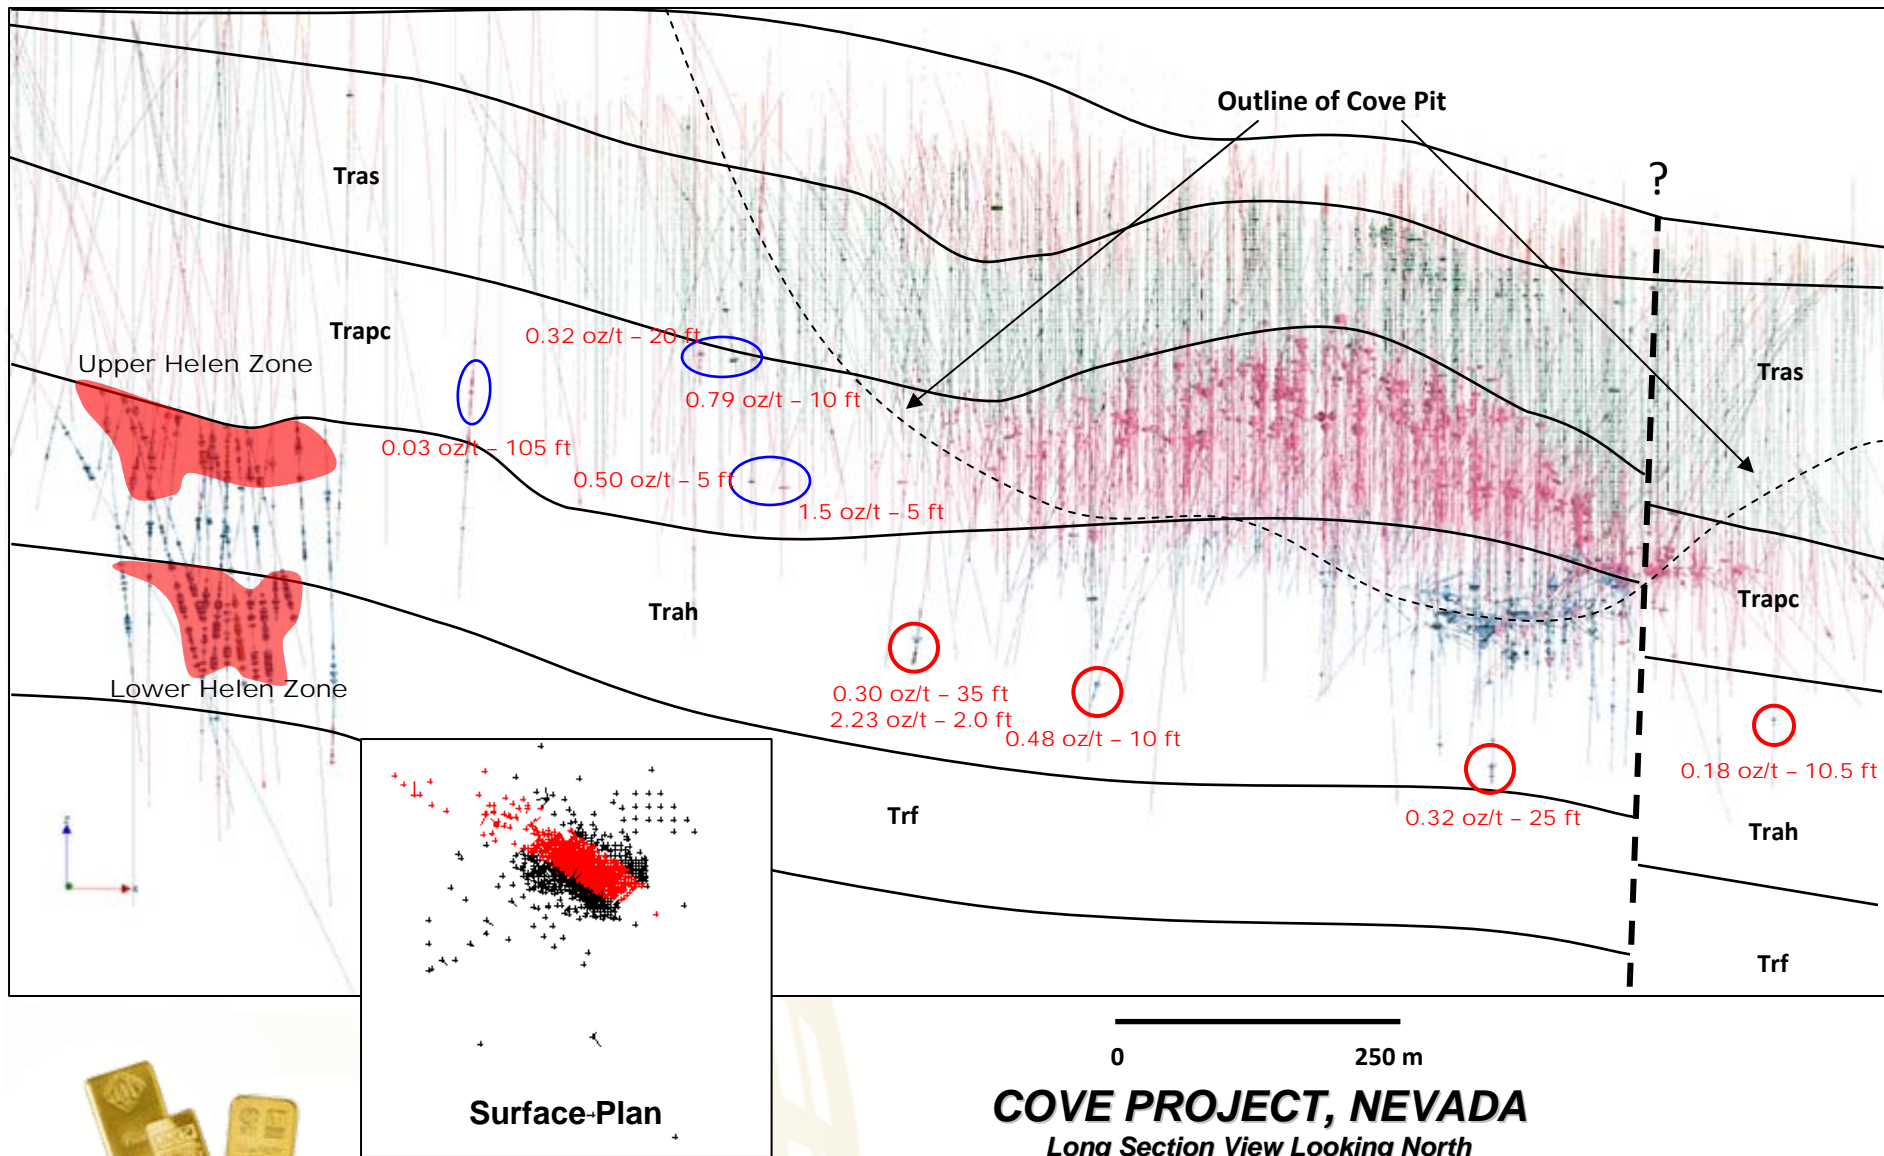 Outline of Cove Pit
?
Tras
Trapc
0.32 oz/t – 20 ft
Upper Helen Zone
Tras
0.79 oz/t – 10 ft
0.03 oz/t – 105 ft
0.50 oz/t – 5 ft
1.5 oz/t – 5 ft
Trah
Trapc
Lower Helen Zone
0.30 oz/t – 35 ft
2.23 oz/t – 2.0 ft
0.48 oz/t – 10 ft
0.18 oz/t – 10.5 ft
0.32 oz/t – 25 ft
Trf
Trah
Trf
0 250 m
Surface Plan
COVE PROJECT, NEVADA
Long Section View Looking North